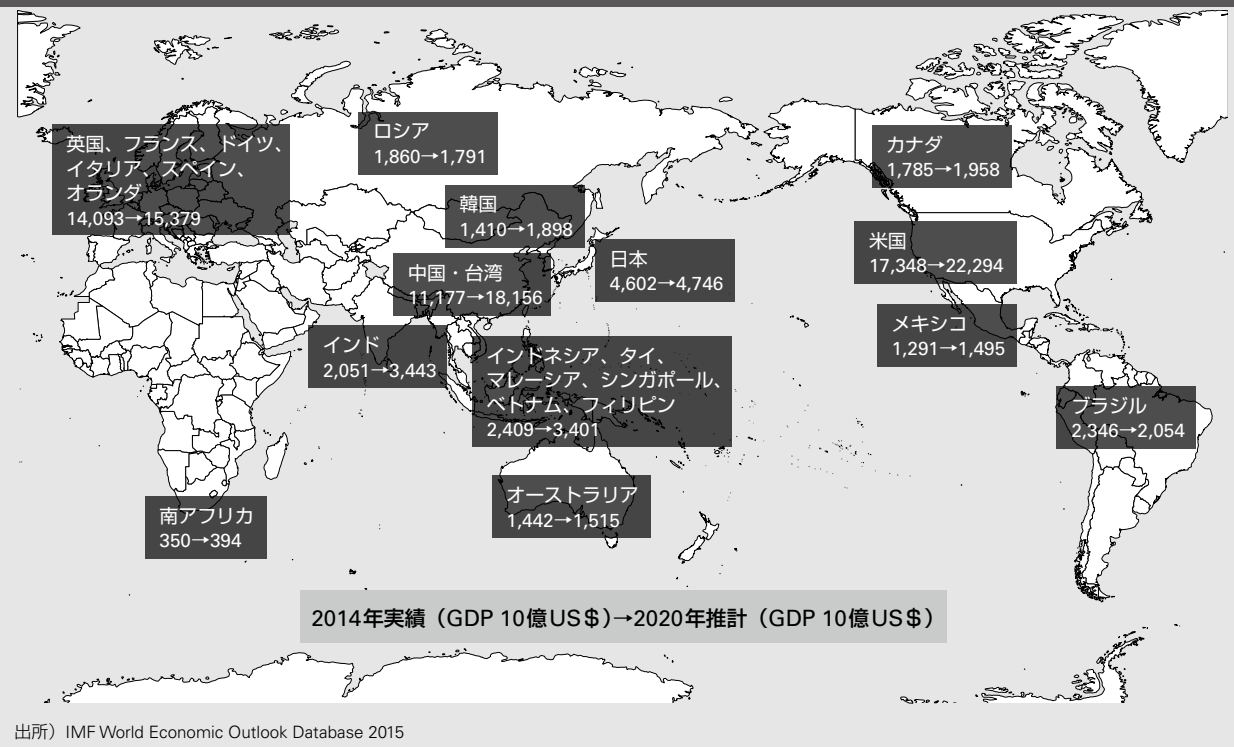 英国、フランス、ドイツ、
イタリア、スペイン、
オランダ
14,093→15,379
ロシア
1,860→1,791
韓国
1,410→1,898
中国・台湾
11,177→18,156
日本
4,602→4,746
インド
2,051→3,443
インドネシア、タイ、
マレーシア、シンガポール、
ベトナム、フィリピン
2,409→3,401
オーストラリア
1,442→1,515
南アフリカ
350→394
カナダ
1,785→1,958
米国
17,348→22,294
メキシコ
1,291→1,495
ブラジル
2,346→2,054
2014年実績（GDP 10億US＄）→2020年推計（GDP 10億US＄）
出所）IMF World Economic Outlook Database 2015